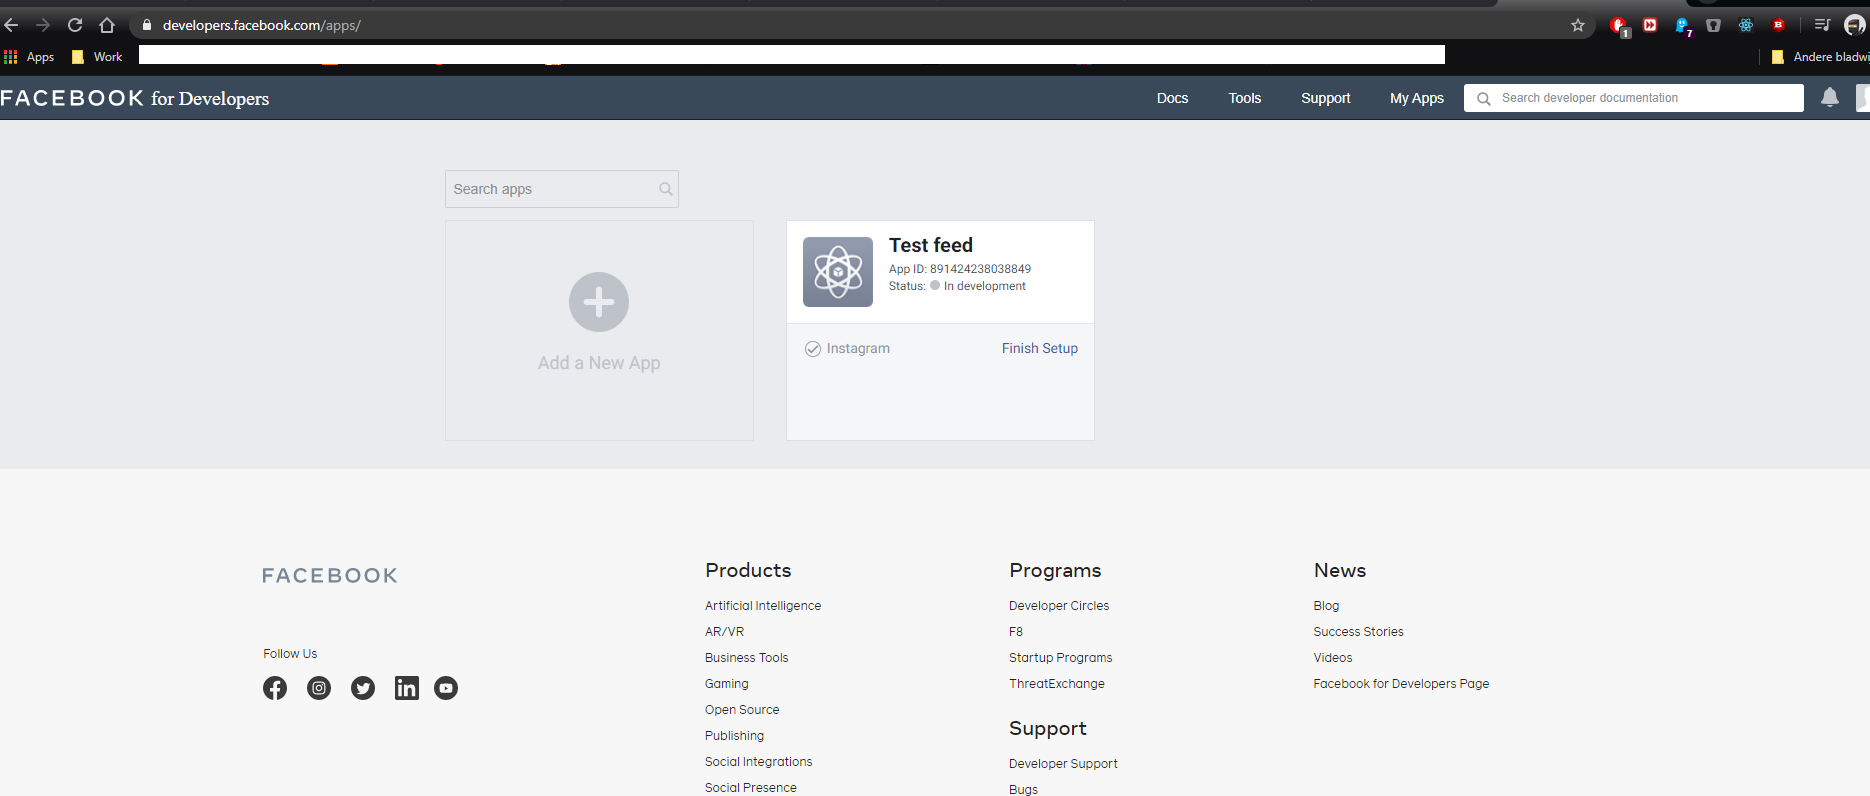 developers.facebook.com/apps/
1
7
B
Apps
Work
Andere bladwij
FACEBOOK for Developers
Docs
Tools
Support
My Apps
Search developer documentation
Search apps
Add a New App
Test feed
App ID: 891424238038849
Status: In development
Instagram
Finish Setup
FACEBOOK
Follow Us
Products
Artificial Intelligence
AR/VR
Business Tools
Gaming
Open Source
Publishing
Social Integrations
Social Presence
Programs
Developer Circles
F8
Startup Programs
ThreatExchange
Support
Developer Support
Bugs
News
Blog
Success Stories
Videos
Facebook for Developers Page